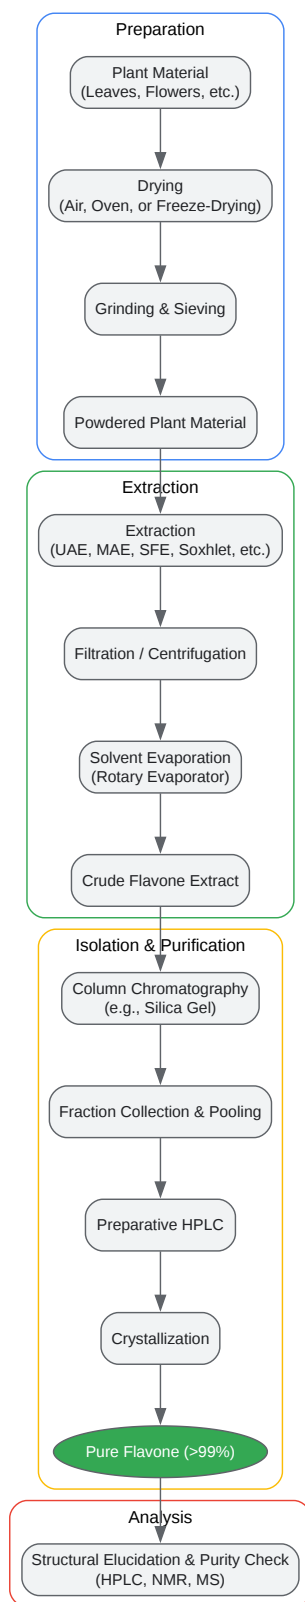 Preparation
Plant Material
(Leaves, Flowers, etc.)
Drying
(Air, Oven, or Freeze-Drying)
Grinding & Sieving
Powdered Plant Material
Extraction
Extraction
(UAE, MAE, SFE, Soxhlet, etc.)
Filtration / Centrifugation
Solvent Evaporation
(Rotary Evaporator)
Crude Flavone Extract
Isolation & Purification
Column Chromatography
(e.g., Silica Gel)
Fraction Collection & Pooling
Preparative HPLC
Crystallization
Pure Flavone (>99%)
Analysis
Structural Elucidation & Purity Check
(HPLC, NMR, MS)